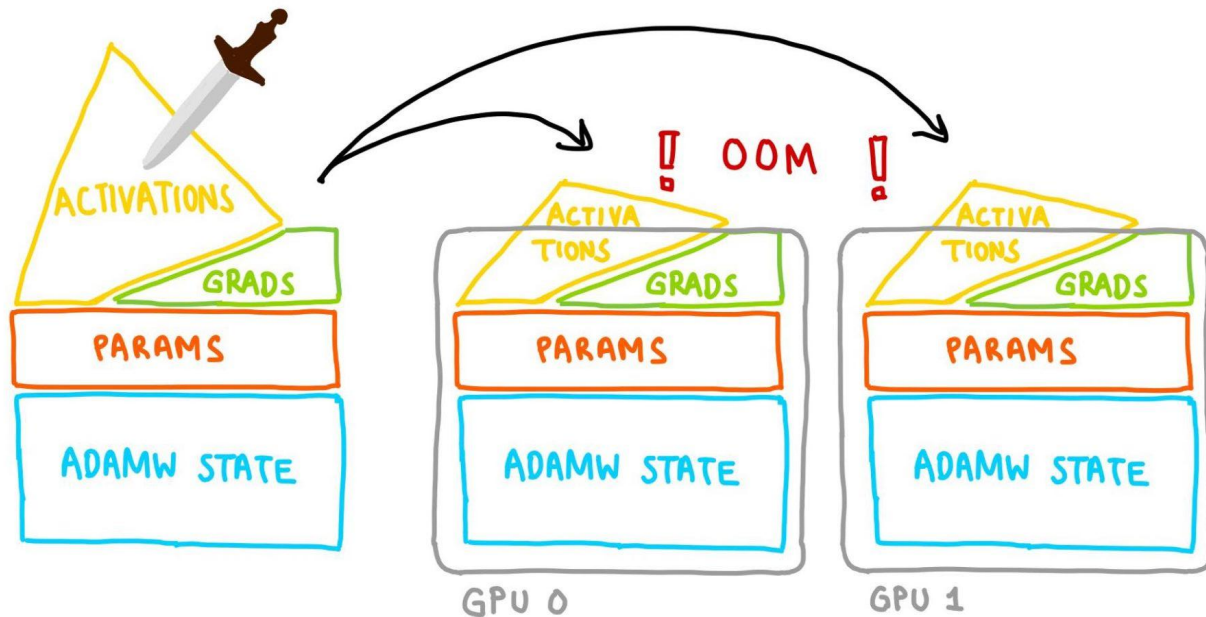 ACTIVATIONS
GRADS
PARAMS
ADAMW STATE
! OOM !
ACTIVA
TIONS
GRADS
PARAMS
ADAMW STATE
GPU 0
ACTIVA
TIONS
GRADS
PARAMS
ADAMW STATE
GPU 1